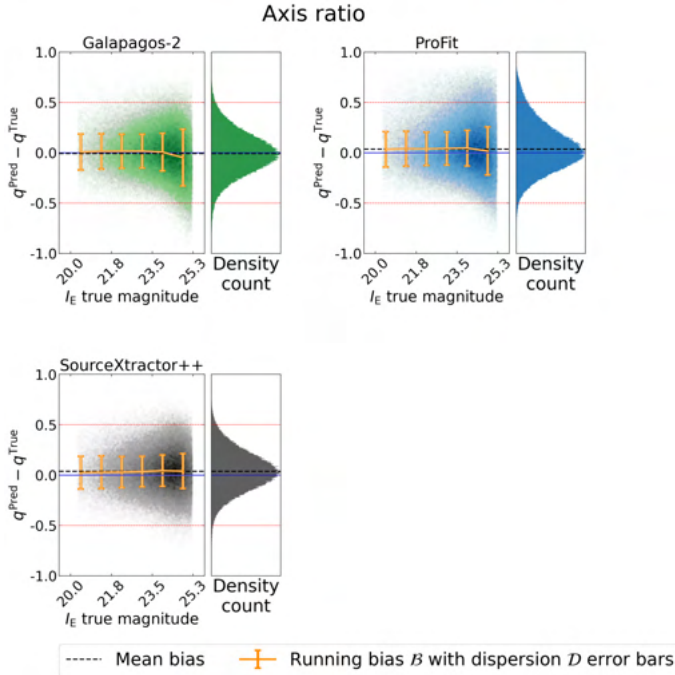 Axis ratio
Galapagos-2
1.0
0.5
0.0
-0.5
-1.0
q^Pred − q^True
20.0 21.8 23.5 25.3
I_E true magnitude
Density
count
ProFit
1.0
0.5
0.0
-0.5
-1.0
q^Pred − q^True
20.0 21.8 23.5 25.3
I_E true magnitude
Density
count
SourceXtractor++
1.0
0.5
0.0
-0.5
-1.0
q^Pred − q^True
20.0 21.8 23.5 25.3
I_E true magnitude
Density
count
Mean bias
Running bias ℬ with dispersion 𝒟 error bars